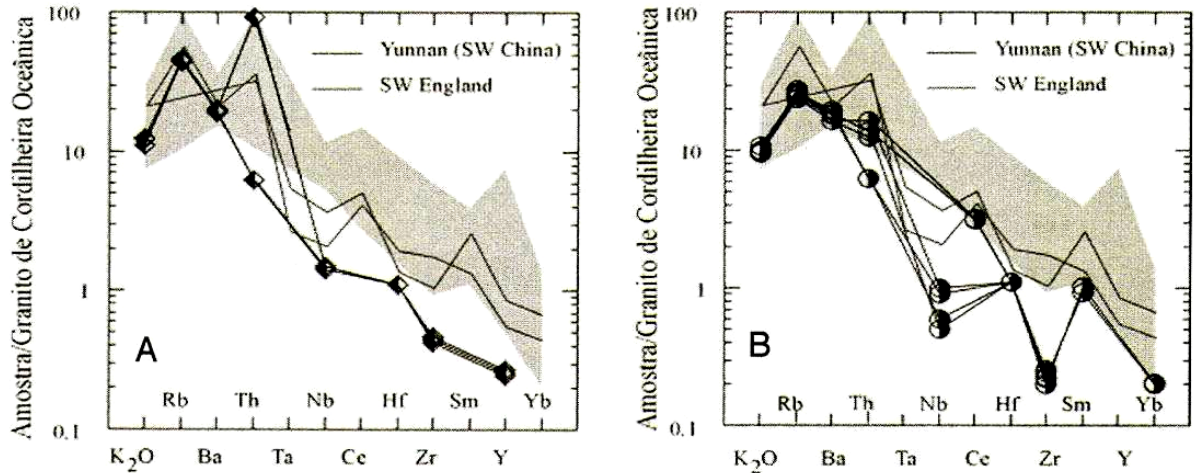 Amostra/Granito de Cordilheira Oceânica
100
10
1
0.1
Yunnan (SW China)
SW England
A
Rb Th Nb Hf Sm Yb
K2O Ba Ta Ce Zr Y
Amostra/Granito de Cordilheira Oceânica
100
10
1
0.1
Yunnan (SW China)
SW England
B
Rb Th Nb Hf Sm Yb
K2O Ba Ta Ce Zr Y